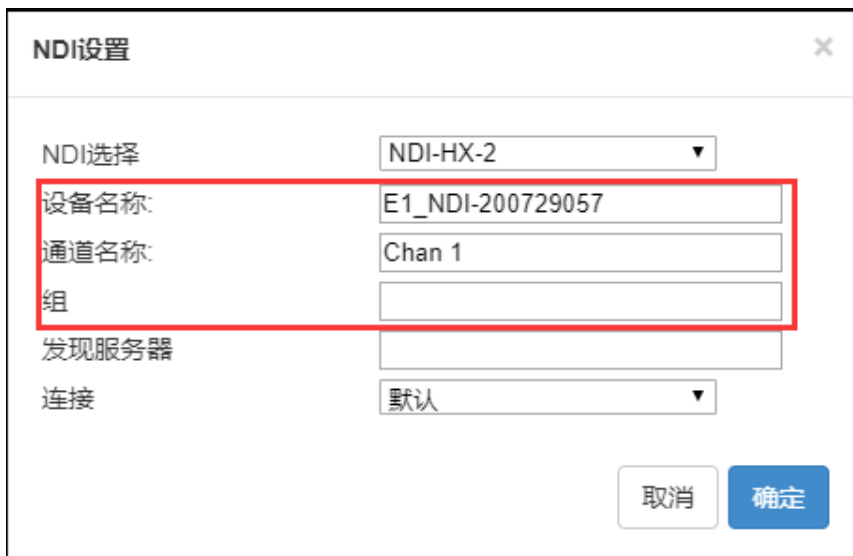 NDI设置 ×
NDI选择 NDI-HX-2 ▼
设备名称: E1_NDI-200729057
通道名称: Chan 1
组
发现服务器
连接 默认 ▼
取消 确定